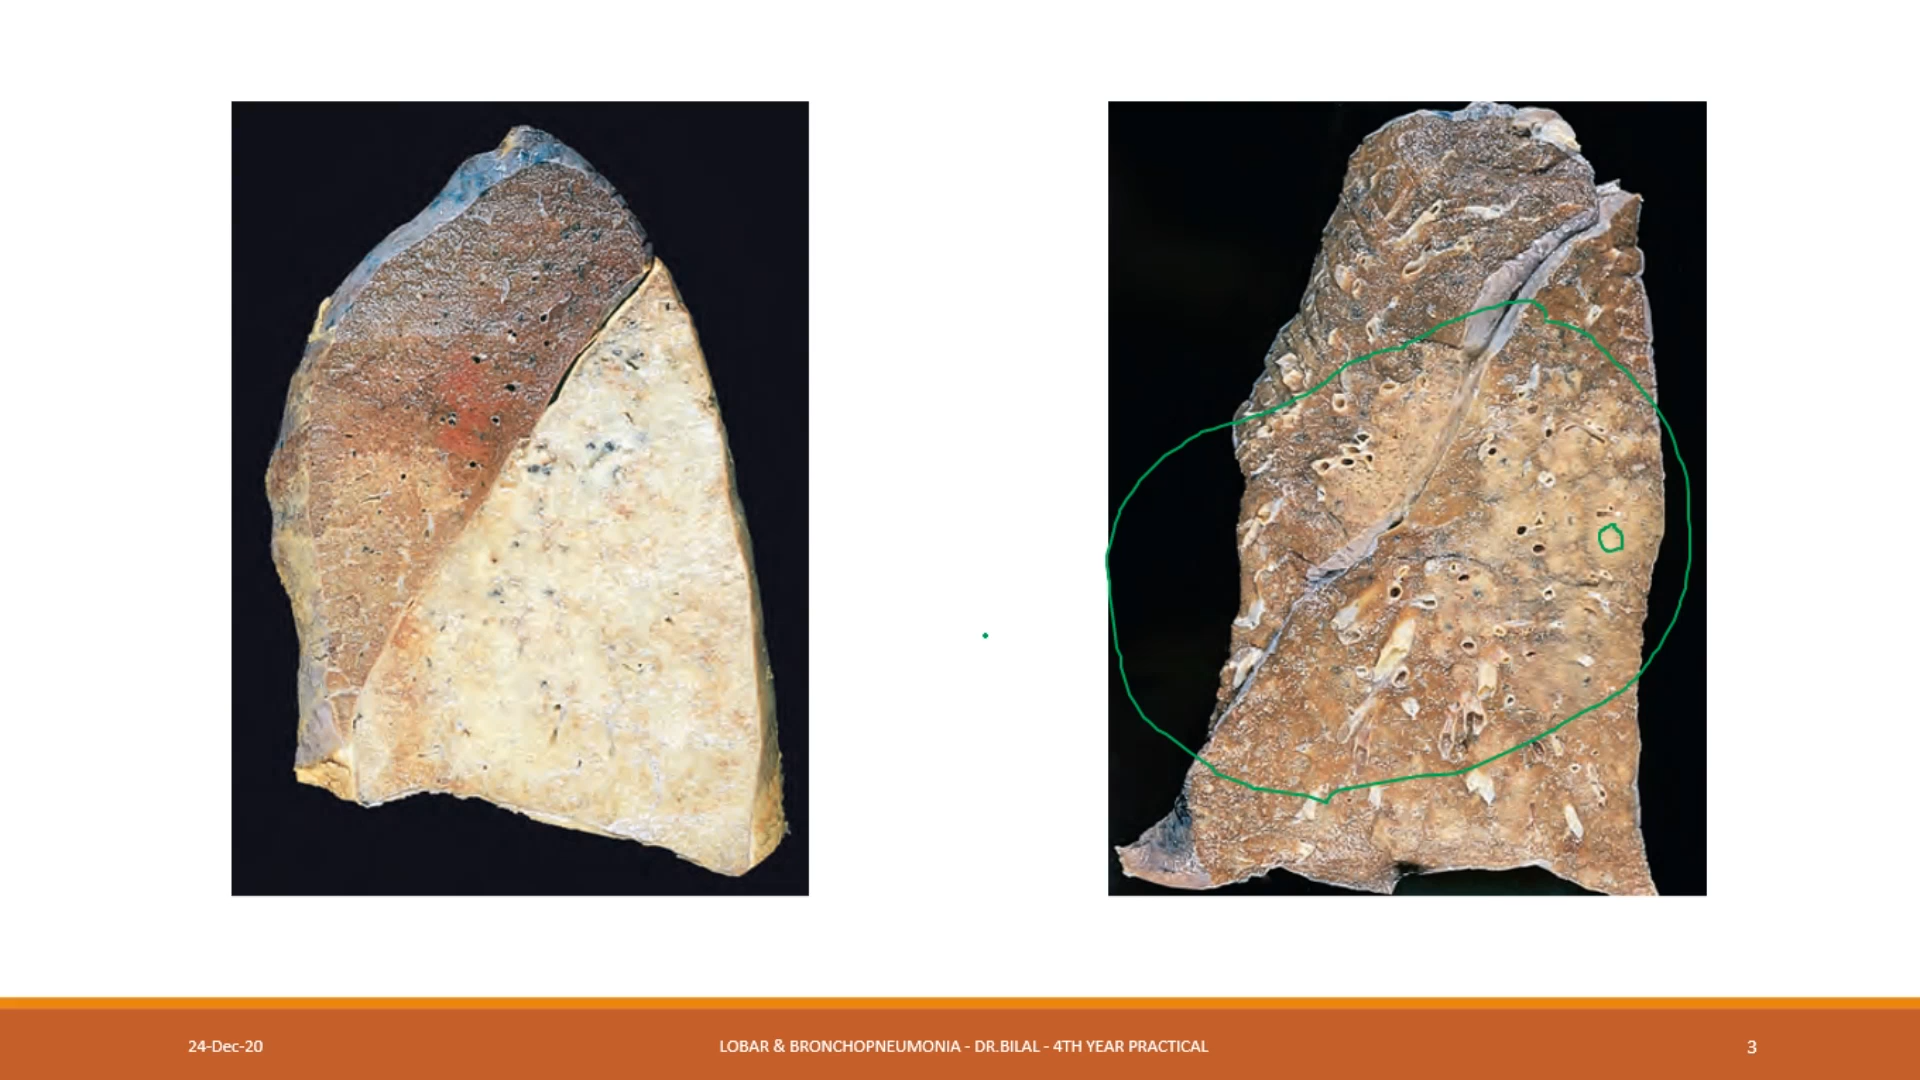 24-Dec-20
LOBAR & BRONCHOPNEUMONIA - DR.BILAL - 4TH YEAR PRACTICAL
3